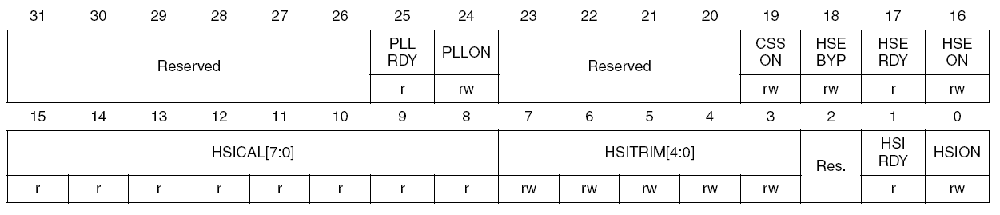 31 30 29 28 27 26 25 24 23 22 21 20 19 18 17 16
Reserved
PLL
RDY
PLLON
Reserved
CSS
ON
HSE
BYP
HSE
RDY
HSE
ON
r rw rw rw r rw
15 14 13 12 11 10 9 8 7 6 5 4 3 2 1 0
HSICAL[7:0]
HSITRIM[4:0]
Res.
HSI
RDY
HSION
r r r r r r r r rw rw rw rw rw r rw